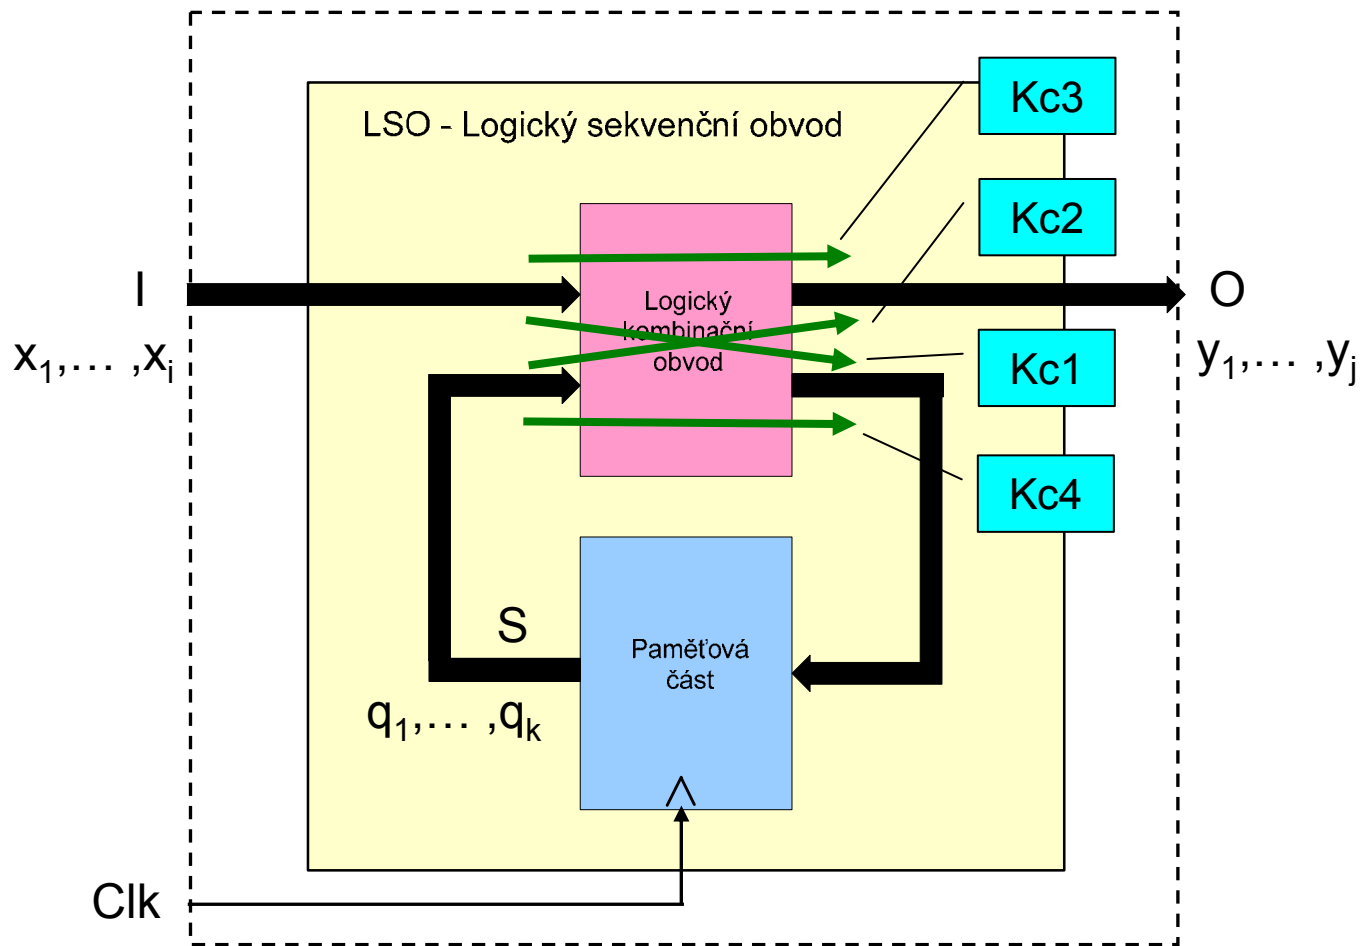 LSO - Logický sekvenční obvod
Kc3
Kc2
Kc1
Kc4
I
x1,… ,xi
Logický
kombinační
obvod
O
y1,… ,yj
S
q1,… ,qk
Paměťová
část
Clk